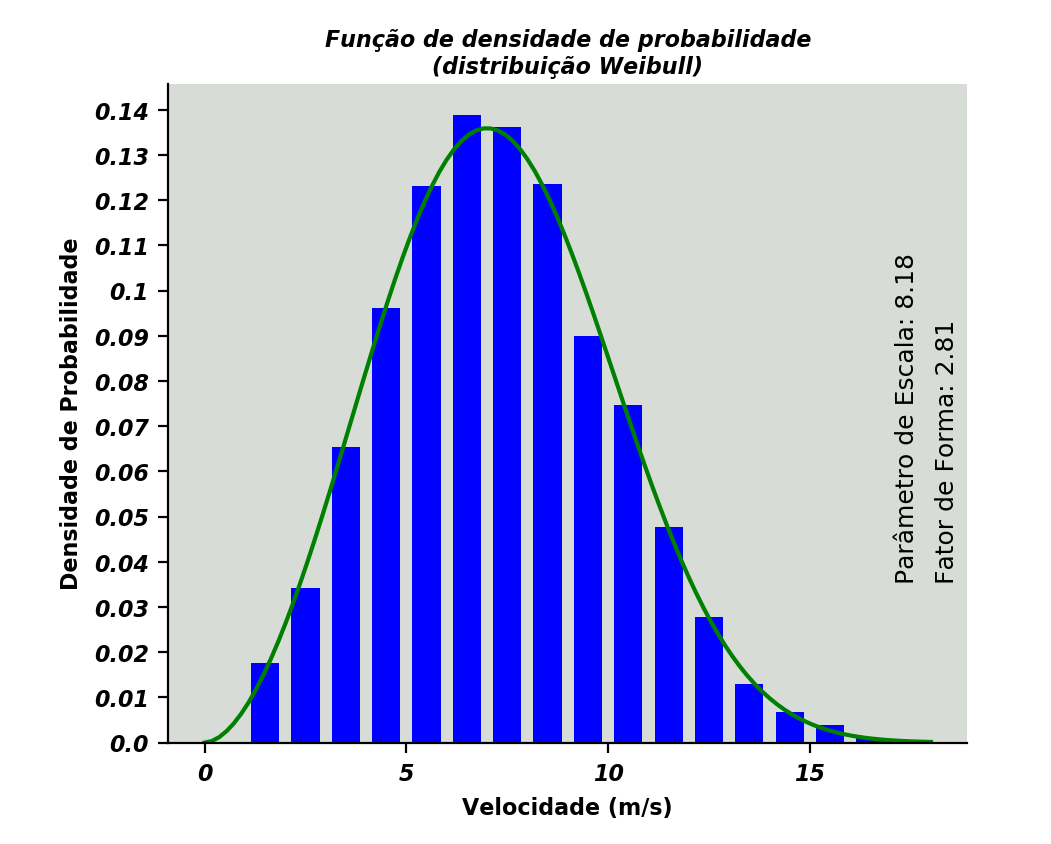 Função de densidade de probabilidade
(distribuição Weibull)
Densidade de Probabilidade
0.14
0.13
0.12
0.11
0.1
0.09
0.08
0.07
0.06
0.05
0.04
0.03
0.02
0.01
0.0
0 5 10 15
Velocidade (m/s)
Parâmetro de Escala: 8.18
Fator de Forma: 2.81